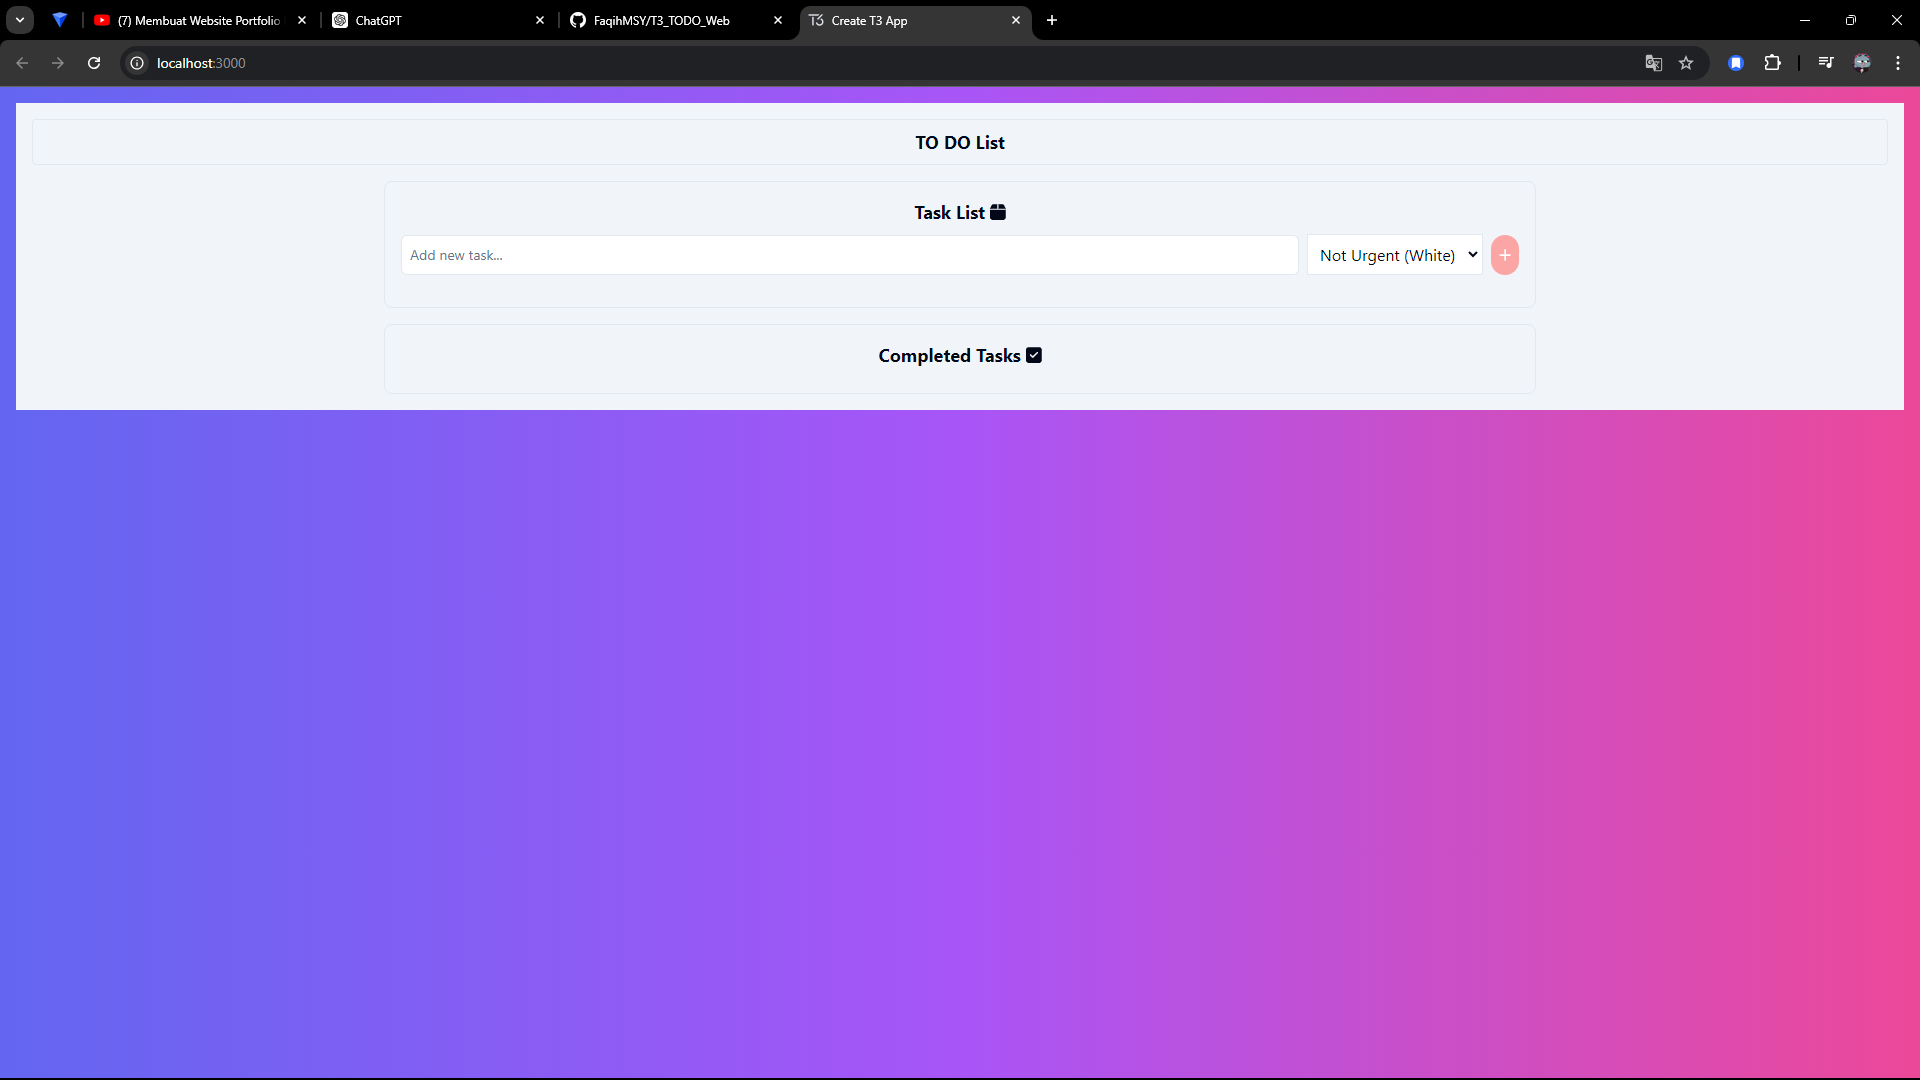 (7) Membuat Website Portfolio
ChatGPT
FaqihMSY/T3_TODO_Web
Create T3 App
localhost:3000
TO DO List
Task List
Add new task...
Not Urgent (White)
+
Completed Tasks